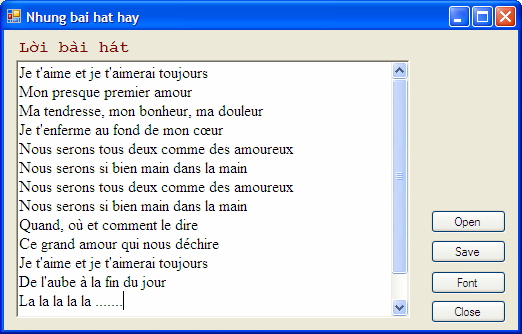 Nhung bai hat hay
Lời bài hát
Je t'aime et je t'aimerai toujours
Mon presque premier amour
Ma tendresse, mon bonheur, ma douleur
Je t'enferme au fond de mon cœur
Nous serons tous deux comme des amoureux
Nous serons si bien main dans la main
Nous serons tous deux comme des amoureux
Nous serons si bien main dans la main
Quand, où et comment le dire
Ce grand amour qui nous déchire
Je t'aime et je t'aimerai toujours
De l'aube à la fin du jour
La la la la la .......
Open
Save
Font
Close